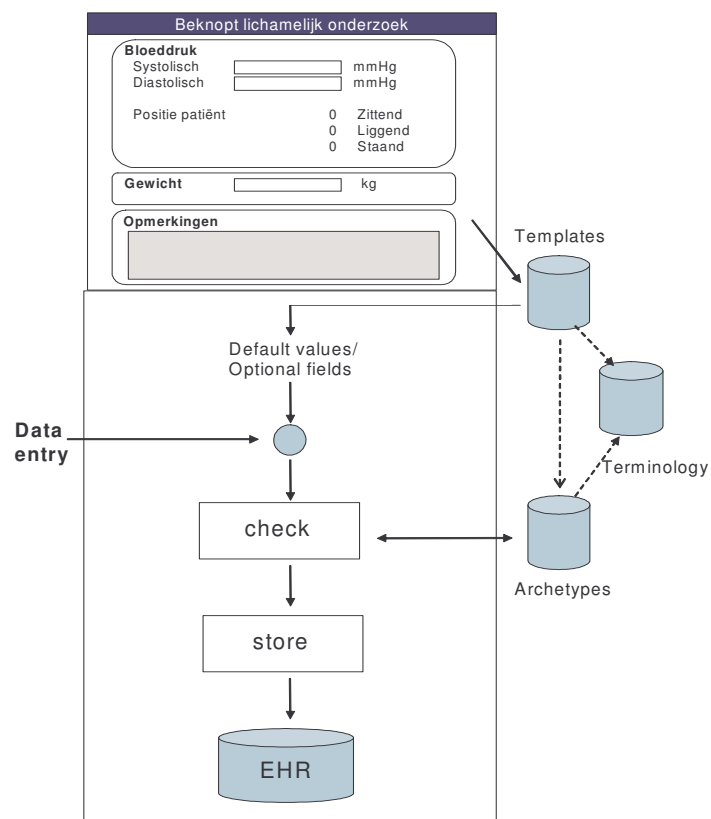 Beknopt lichamelijk onderzoek
Bloeddruk
Systolisch mmHg
Diastolisch mmHg
Positie patiënt 0 Zittend
0 Liggend
0 Staand
Gewicht kg
Opmerkingen
Templates
Default values/
Optional fields
Data
entry
Terminology
check
Archetypes
store
EHR